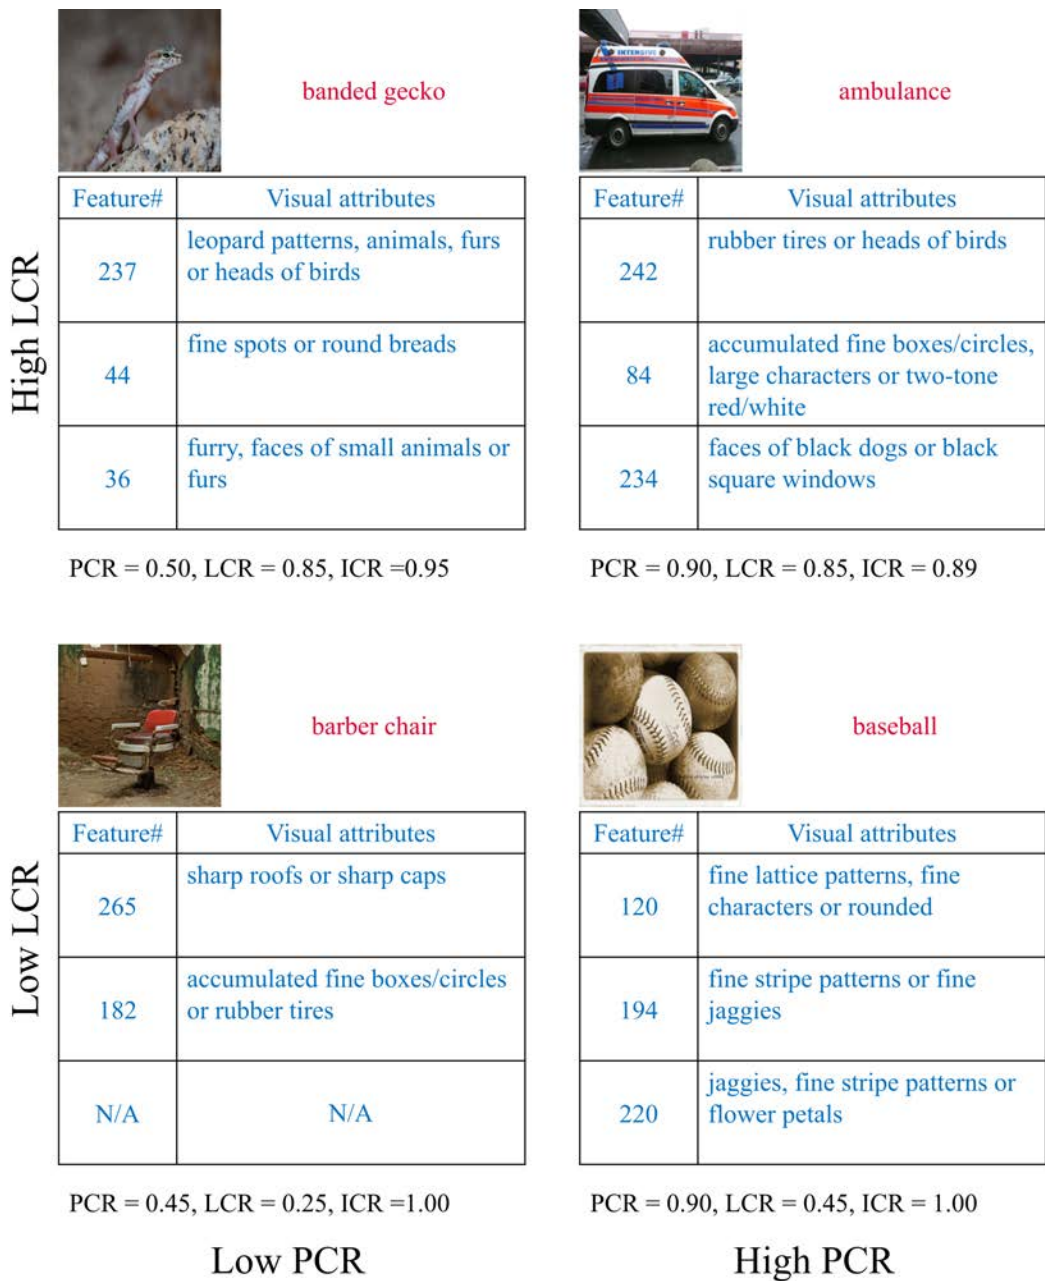 banded gecko
Feature# Visual attributes
237 leopard patterns, animals, furs
or heads of birds
44 fine spots or round breads
36 furry, faces of small animals or
furs
PCR = 0.50, LCR = 0.85, ICR =0.95
INTENSIVE
ambulance
Feature# Visual attributes
242 rubber tires or heads of birds
84 accumulated fine boxes/circles,
large characters or two-tone
red/white
234 faces of black dogs or black
square windows
PCR = 0.90, LCR = 0.85, ICR = 0.89
High LCR
barber chair
Feature# Visual attributes
265 sharp roofs or sharp caps
182 accumulated fine boxes/circles
or rubber tires
N/A N/A
PCR = 0.45, LCR = 0.25, ICR =1.00
baseball
Feature# Visual attributes
120 fine lattice patterns, fine
characters or rounded
194 fine stripe patterns or fine
jaggies
220 jaggies, fine stripe patterns or
flower petals
PCR = 0.90, LCR = 0.45, ICR = 1.00
Low LCR
Low PCR
High PCR